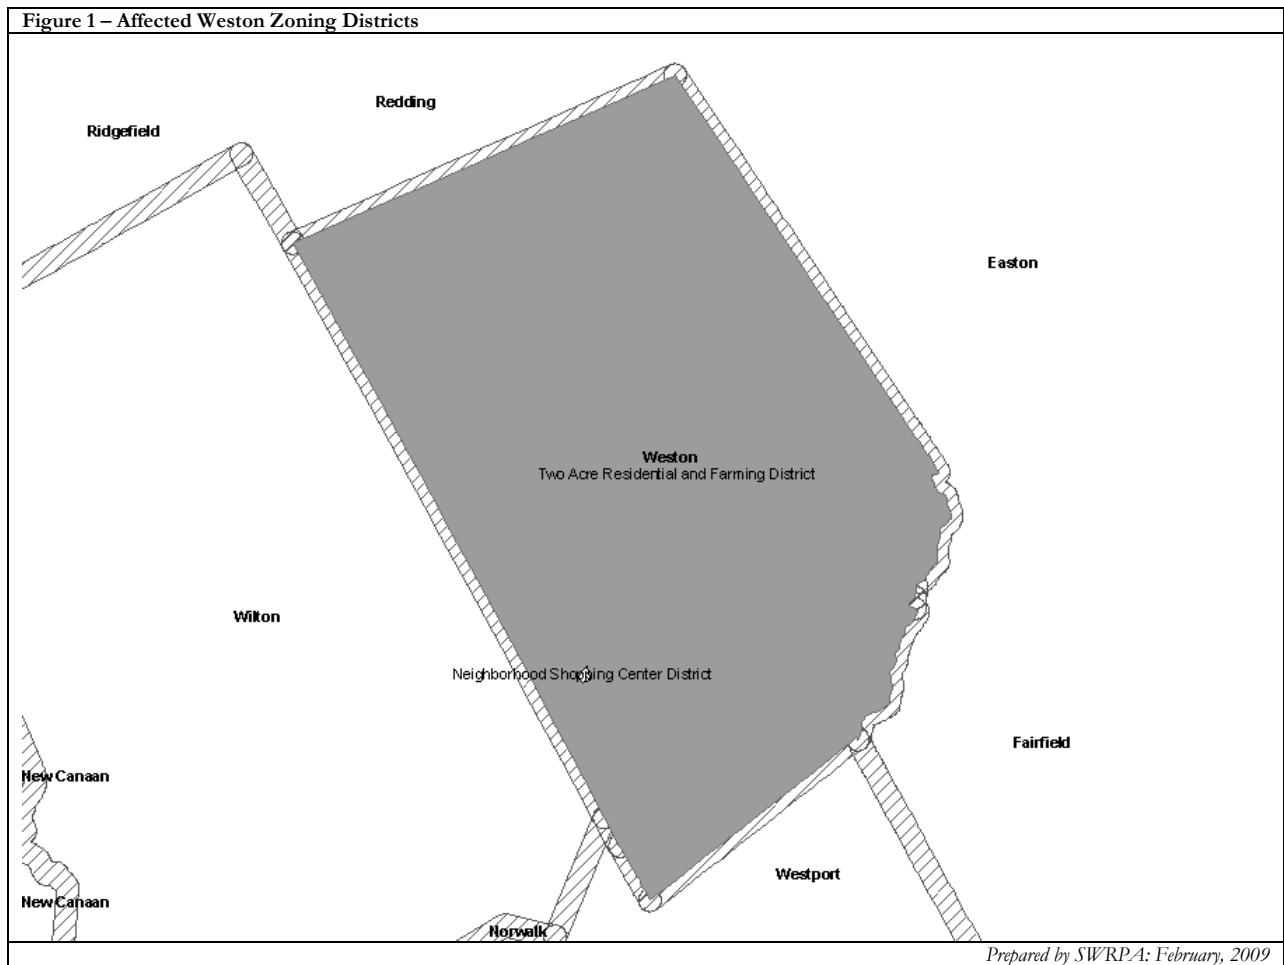 Figure 1 – Affected Weston Zoning Districts
Redding
Ridgefield
Easton
Weston
Two Acre Residential and Farming District
Wilton
Neighborhood Shopping Center District
Fairfield
New Canaan
Westport
New Canaan
Norwalk
Prepared by SWRPA: February, 2009